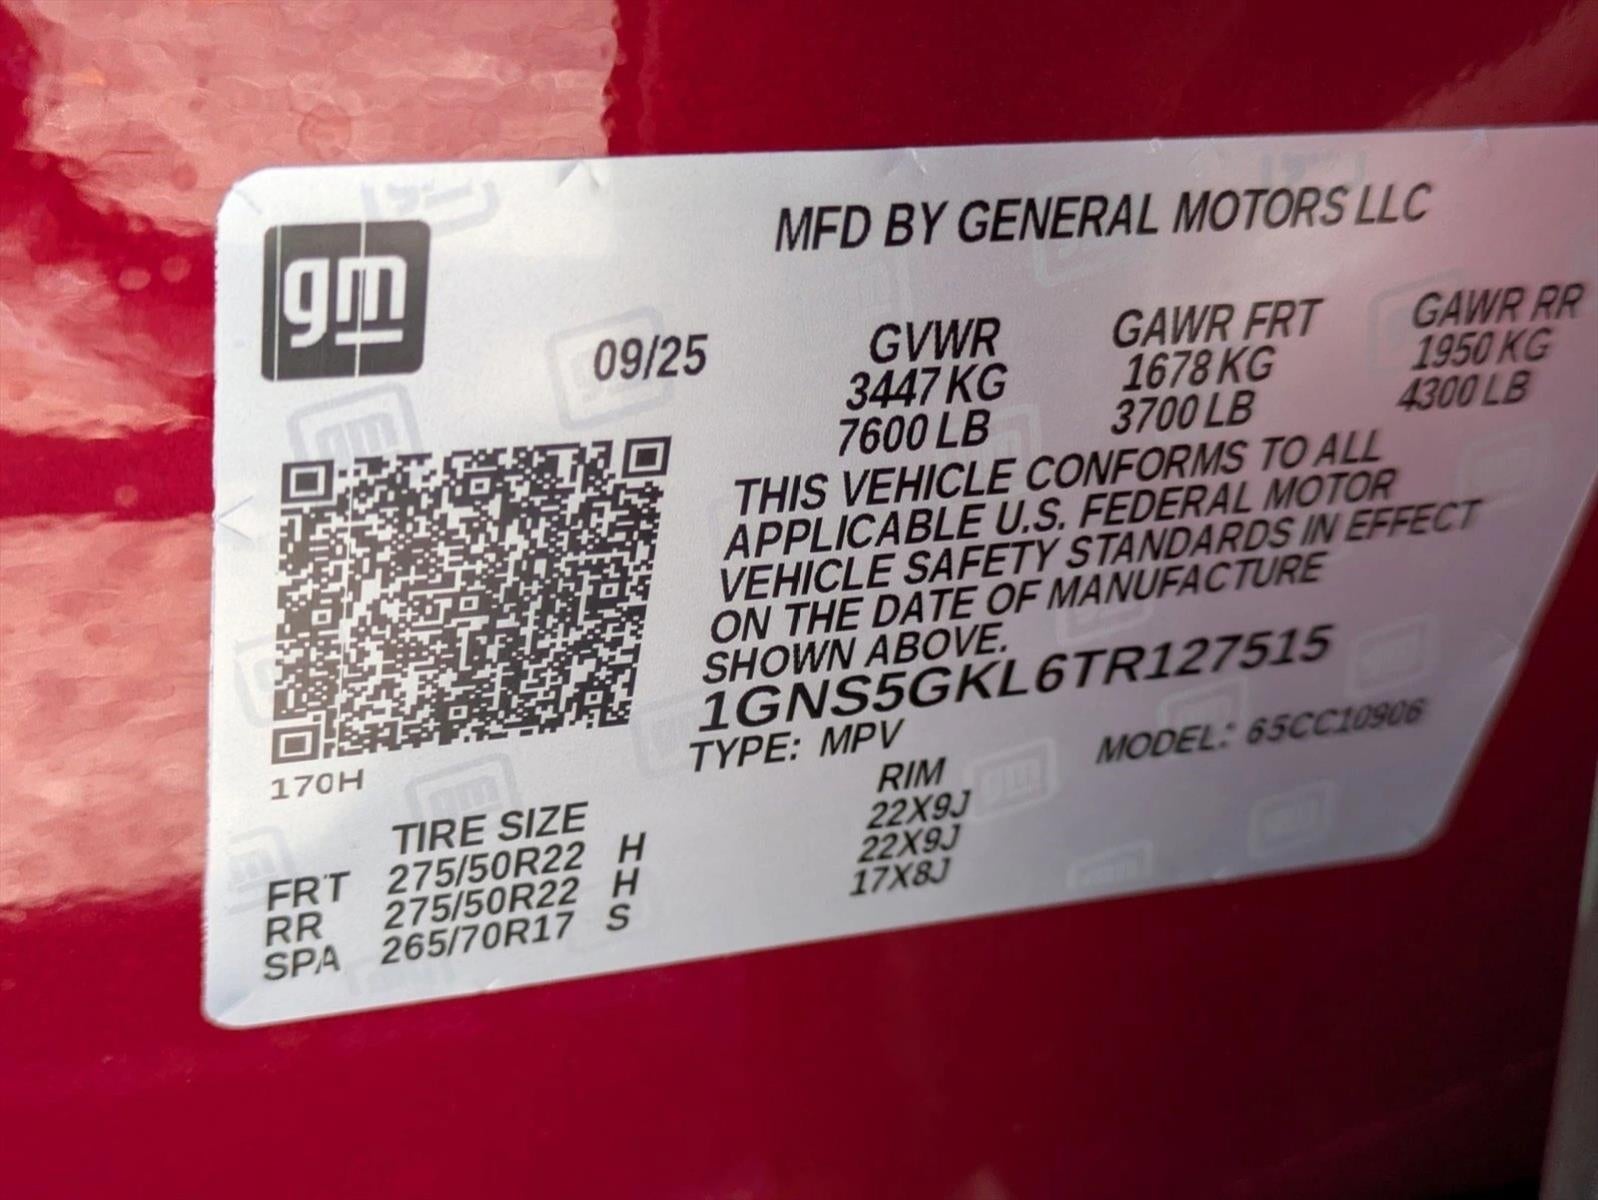 gm
MFD BY GENERAL MOTORS LLC
09/25
GVWR GAWR FRT GAWR RR
3447 KG 1678 KG 1950 KG
7600 LB 3700 LB 4300 LB
THIS VEHICLE CONFORMS TO ALL
APPLICABLE U.S. FEDERAL MOTOR
VEHICLE SAFETY STANDARDS IN EFFECT
ON THE DATE OF MANUFACTURE
SHOWN ABOVE.
1GNS5GKL6TR127515
TYPE: MPV MODEL: 65CC10906
170H
TIRE SIZE RIM
FRT 275/50R22 H 22X9J
RR 275/50R22 H 22X9J
SPA 265/70R17 S 17X8J